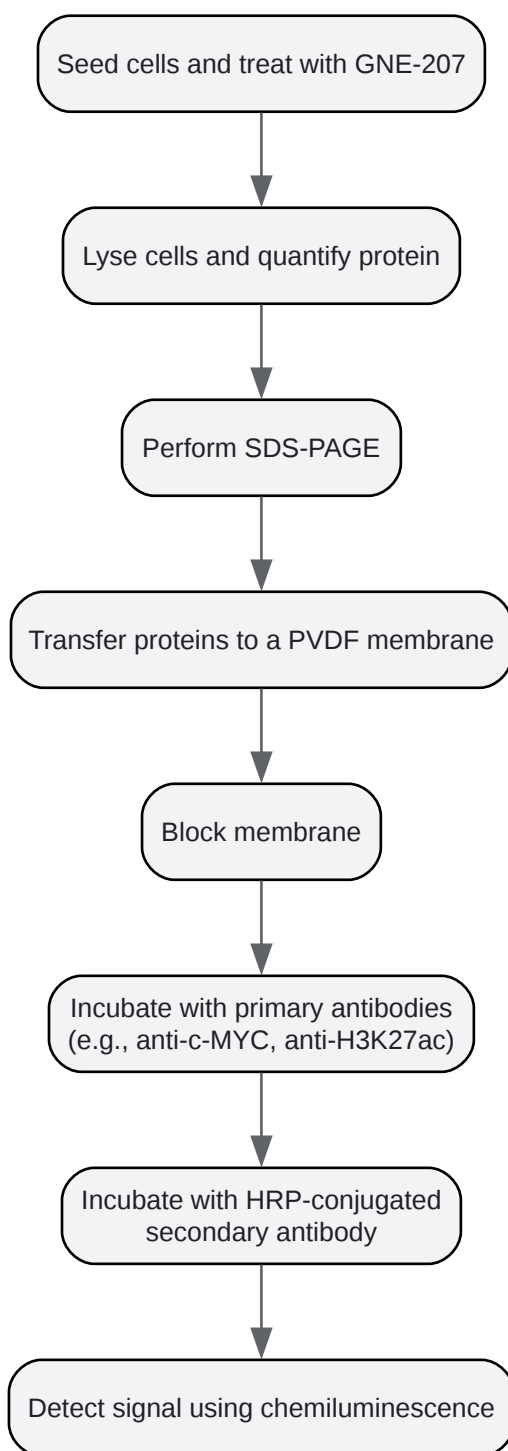 Seed cells and treat with GNE-207
Lyse cells and quantify protein
Perform SDS-PAGE
Transfer proteins to a PVDF membrane
Block membrane
Incubate with primary antibodies
(e.g., anti-c-MYC, anti-H3K27ac)
Incubate with HRP-conjugated
secondary antibody
Detect signal using chemiluminescence